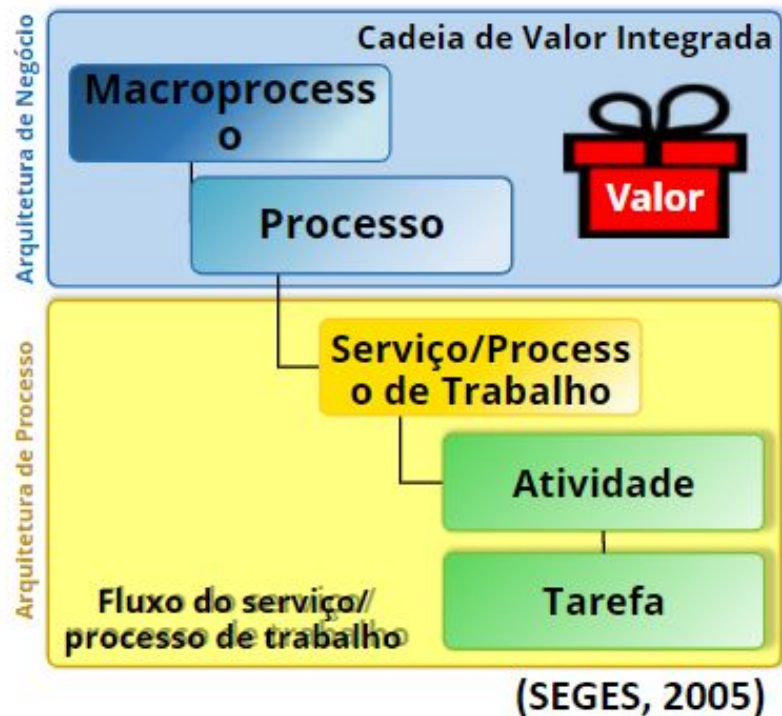 Arquitetura de Negócio
Cadeia de Valor Integrada
Macroprocess
o
Processo
Valor
Arquitetura de Processo
Serviço/Process
o de Trabalho
Atividade
Tarefa
Fluxo do serviço/
processo de trabalho
(SEGES, 2005)